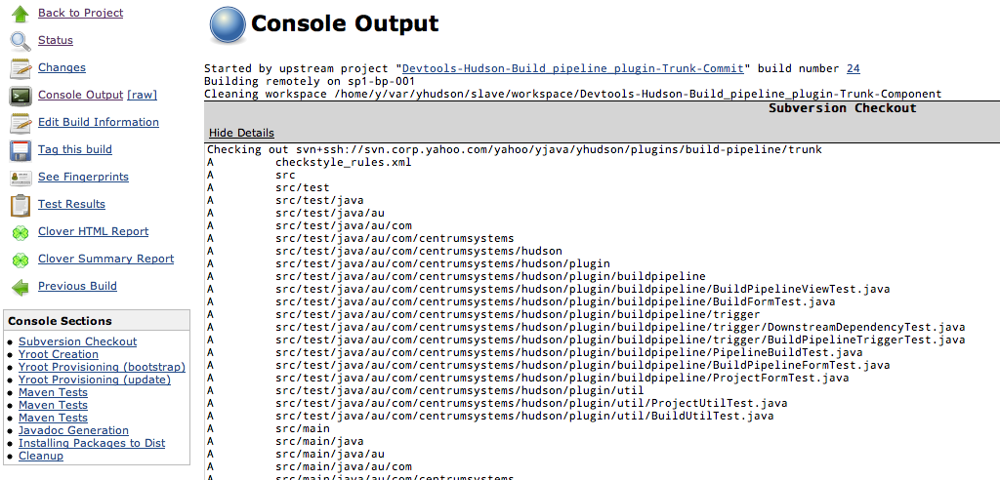 Back to Project
Status
Changes
Console Output [raw]
Edit Build Information
Tag this build
See Fingerprints
Test Results
Clover HTML Report
Clover Summary Report
Previous Build
Console Sections
Subversion Checkout
Yroot Creation
Yroot Provisioning (bootstrap)
Yroot Provisioning (update)
Maven Tests
Maven Tests
Maven Tests
Javadoc Generation
Installing Packages to Dist
Cleanup
Console Output
Started by upstream project "Devtools-Hudson-Build_pipeline_plugin-Trunk-Commit" build number 24
Building remotely on sp1-bp-001
Cleaning workspace /home/y/var/yhudson/slave/workspace/Devtools-Hudson-Build_pipeline_plugin-Trunk-Component
Subversion Checkout
Hide Details
Checking out svn+ssh://svn.corp.yahoo.com/yahoo/yjava/yhudson/plugins/build-pipeline/trunk
A checkstyle_rules.xml
A src
A src/test
A src/test/java
A src/test/java/au
A src/test/java/au/com
A src/test/java/au/com/centrumsystems
A src/test/java/au/com/centrumsystems/hudson
A src/test/java/au/com/centrumsystems/hudson/plugin
A src/test/java/au/com/centrumsystems/hudson/plugin/buildpipeline
A src/test/java/au/com/centrumsystems/hudson/plugin/buildpipeline/BuildPipelineViewTest.java
A src/test/java/au/com/centrumsystems/hudson/plugin/buildpipeline/BuildFormTest.java
A src/test/java/au/com/centrumsystems/hudson/plugin/buildpipeline/trigger
A src/test/java/au/com/centrumsystems/hudson/plugin/buildpipeline/trigger/DownstreamDependencyTest.java
A src/test/java/au/com/centrumsystems/hudson/plugin/buildpipeline/trigger/BuildPipelineTriggerTest.java
A src/test/java/au/com/centrumsystems/hudson/plugin/buildpipeline/PipelineBuildTest.java
A src/test/java/au/com/centrumsystems/hudson/plugin/buildpipeline/BuildPipelineFormTest.java
A src/test/java/au/com/centrumsystems/hudson/plugin/buildpipeline/ProjectFormTest.java
A src/test/java/au/com/centrumsystems/hudson/plugin/util
A src/test/java/au/com/centrumsystems/hudson/plugin/util/ProjectUtilTest.java
A src/test/java/au/com/centrumsystems/hudson/plugin/util/BuildUtilTest.java
A src/main
A src/main/java
A src/main/java/au
A src/main/java/au/com
A src/main/java/au/com/centrumsystems